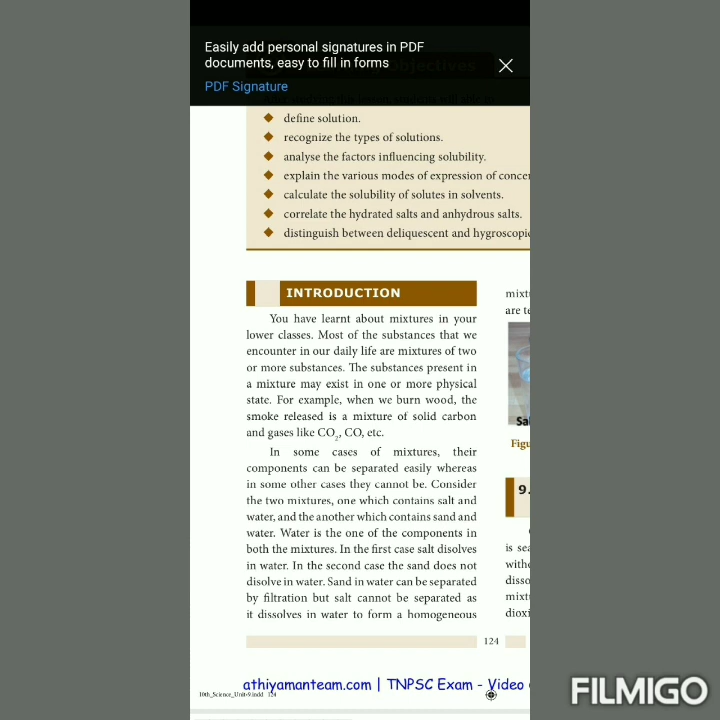 Easily add personal signatures in PDF
documents, easy to fill in forms
PDF Signature
Objectives
define solution.
recognize the types of solutions.
analyse the factors influencing solubility.
explain the various modes of expression of
calculate the solubility of solutes in solvents.
correlate the hydrated salts and anhydrous salts.
distinguish between deliquescent and
INTRODUCTION
You have learnt about mixtures in your
lower classes. Most of the substances that we
encounter in our daily life are mixtures of two
or more substances. The substances present in
a mixture may exist in one or more physical
state. For example, when we burn wood, the
smoke released is a mixture of solid carbon
and gases like CO₂, CO, etc.
In some cases of mixtures, their
components can be separated easily whereas
in some other cases they cannot be. Consider
the two mixtures, one which contains salt and
water, and the another which contains sand and
water. Water is the one of the components in
both the mixtures. In the first case salt disolves
in water. In the second case the sand does not
disolve in water. Sand in water can be separated
by filtration but salt cannot be separated as
it dissolves in water to form a homogeneous
are
9.
is
124
athiyamanteam.com | TNPSC Exam - Video
10th_Science_Unit-9.indd 124
FILMIGO